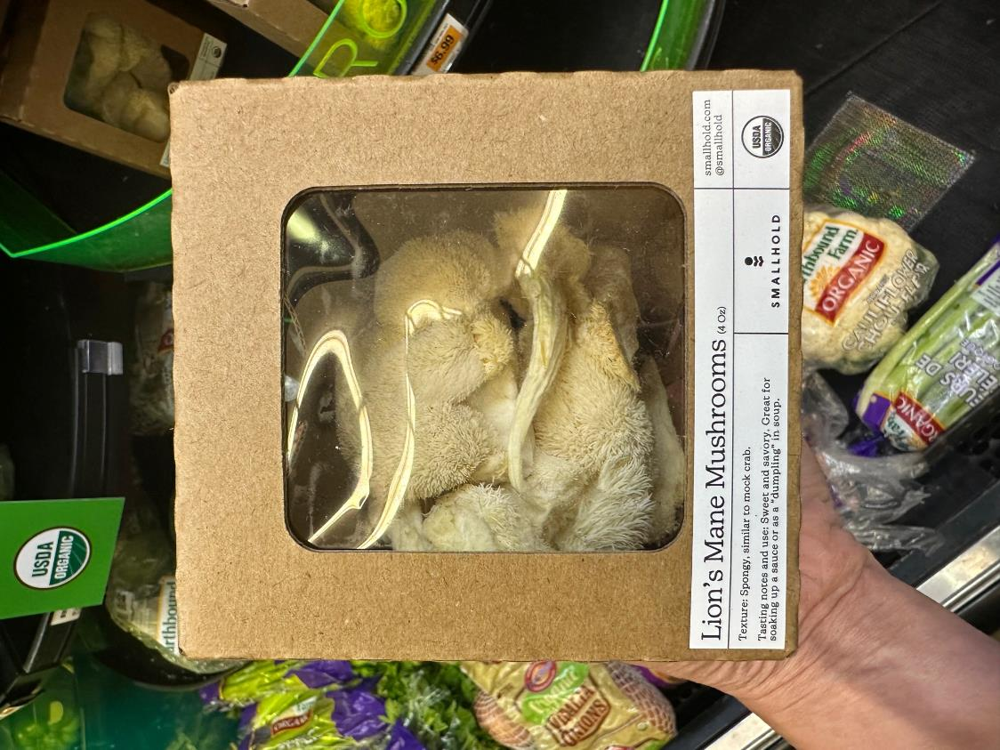 Lion's Mane Mushrooms (4 Oz)
Texture: Spongy, similar to mock crab.
Tasting notes and use: Sweet and savory. Great for
soaking up a sauce or as a "dumpling" in soup.
SMALLHOLD
smallhold.com
@smallhold
USDA
ORGANIC
$6.99
USDA
ORGANIC
thbound
Farm
ORGANIC
CAULIFLOWER
ORGANIC
rthbound
VIDALIA
ONIONS